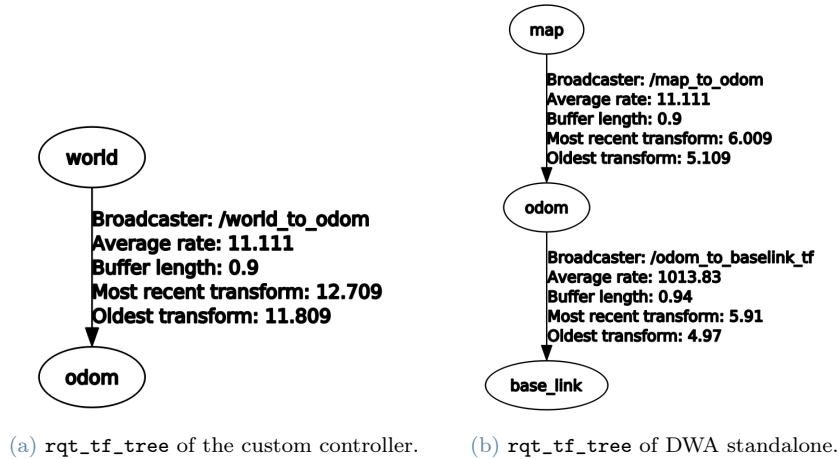 world
Broadcaster: /world_to_odom
Average rate: 11.111
Buffer length: 0.9
Most recent transform: 12.709
Oldest transform: 11.809
odom
(a) rqt_tf_tree of the custom controller.
map
Broadcaster: /map_to_odom
Average rate: 11.111
Buffer length: 0.9
Most recent transform: 6.009
Oldest transform: 5.109
odom
Broadcaster: /odom_to_baselink_tf
Average rate: 1013.83
Buffer length: 0.94
Most recent transform: 5.91
Oldest transform: 4.97
base_link
(b) rqt_tf_tree of DWA standalone.